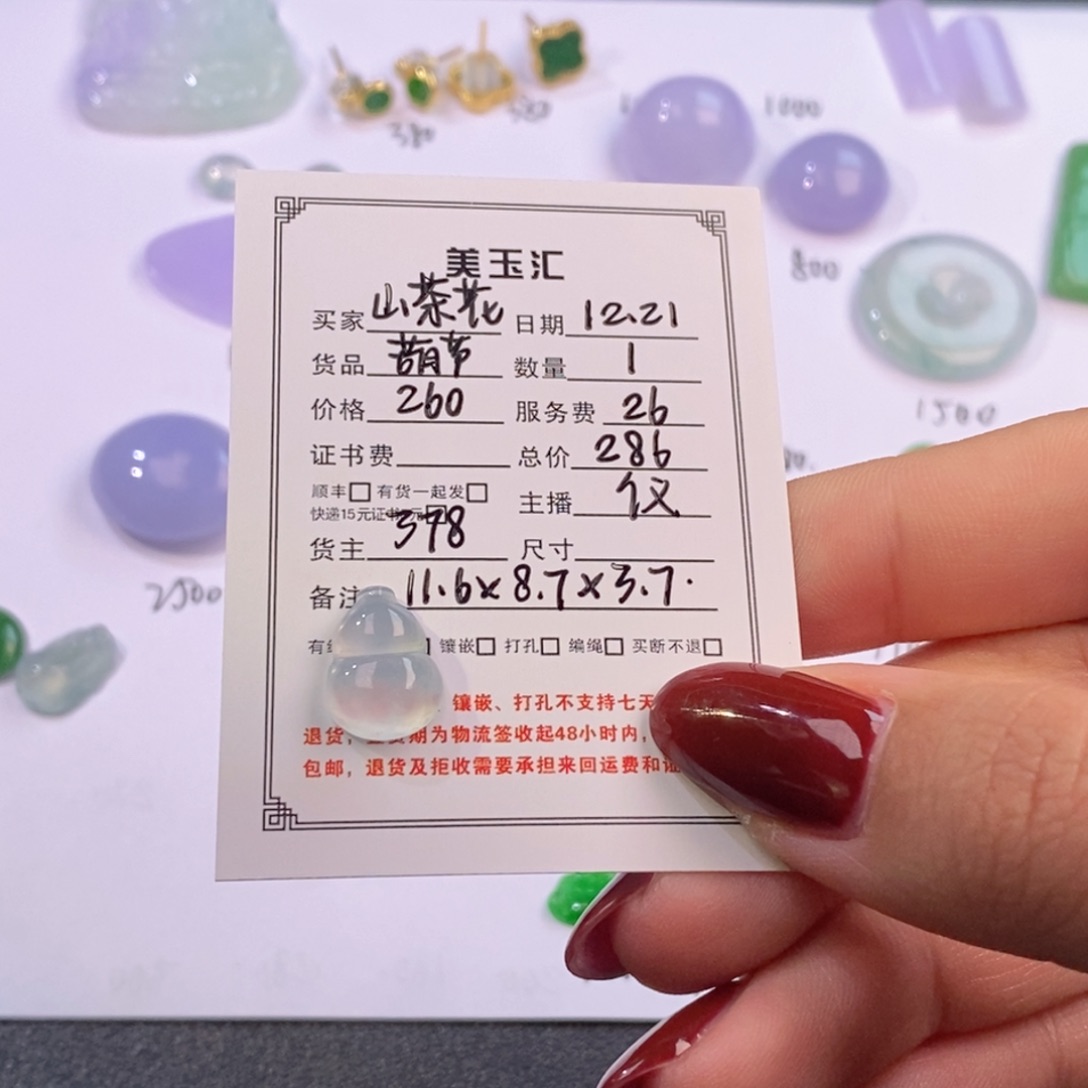 380
580
1000
800
1500
2500
美玉汇
买家 山茶花 日期 12.21
货品 葫芦 数量 1
价格 260 服务费 26
证书费 总价 286
顺丰 有货一起发
快递15元证书 元 主播 仪
货主 378 尺寸
备注 11.6×8.7×3.7
有 镶嵌 打孔 编绳 买断不退
镶嵌、打孔不支持七天
退货, 期为物流签收起48小时内,
包邮，退货及拒收需要承担来回运费和证